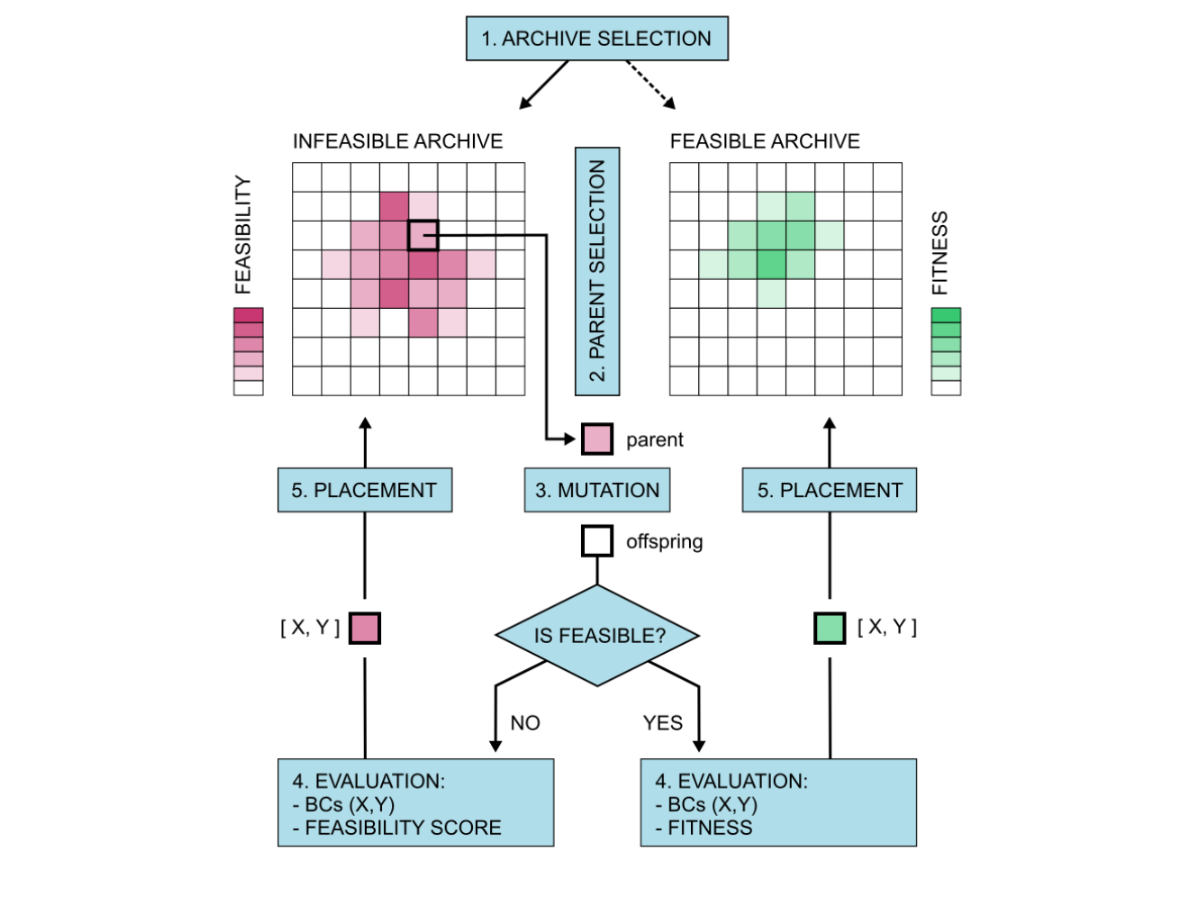 1. ARCHIVE SELECTION
INFEASIBLE ARCHIVE
FEASIBLE ARCHIVE
FEASIBILITY
2. PARENT SELECTION
FITNESS
parent
5. PLACEMENT
3. MUTATION
5. PLACEMENT
offspring
[ X, Y ]
IS FEASIBLE?
[ X, Y ]
NO
YES
4. EVALUATION:
- BCs (X,Y)
- FEASIBILITY SCORE
4. EVALUATION:
- BCs (X,Y)
- FITNESS